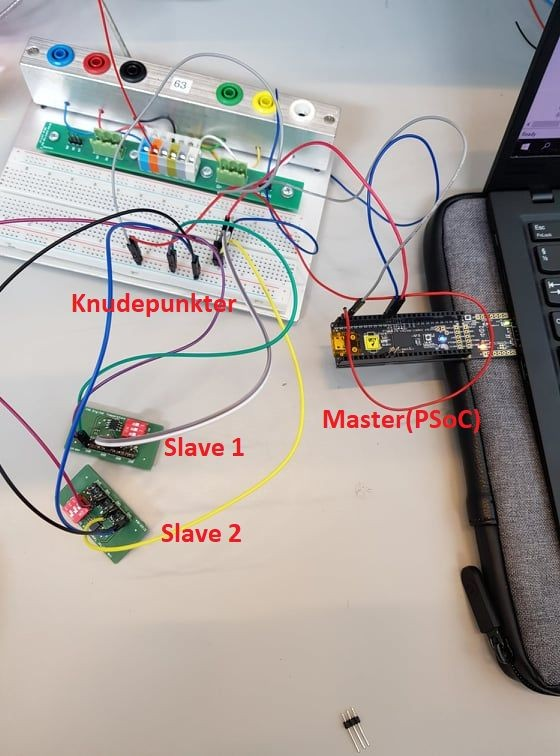 63
Knudepunkter
Esc
Master(PSoC)
Slave 1
Slave 2